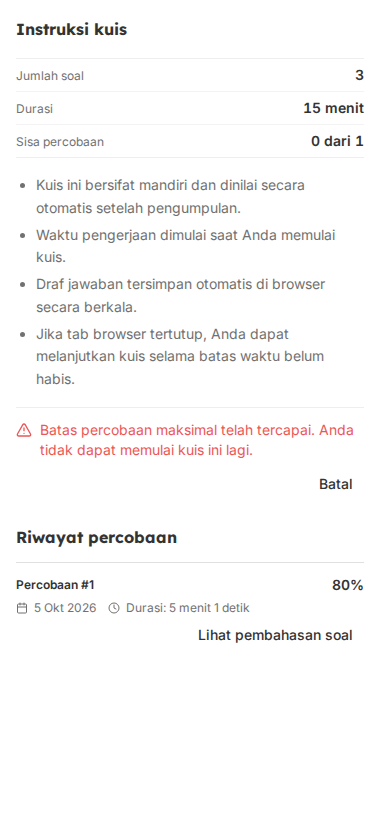 Instruksi kuis
Jumlah soal 3
Durasi 15 menit
Sisa percobaan 0 dari 1
Kuis ini bersifat mandiri dan dinilai secara
otomatis setelah pengumpulan.
Waktu pengerjaan dimulai saat Anda memulai
kuis.
Draf jawaban tersimpan otomatis di browser
secara berkala.
Jika tab browser tertutup, Anda dapat
melanjutkan kuis selama batas waktu belum
habis.
Batas percobaan maksimal telah tercapai. Anda
tidak dapat memulai kuis ini lagi.
Batal
Riwayat percobaan
Percobaan #1 80%
5 Okt 2026 Durasi: 5 menit 1 detik
Lihat pembahasan soal